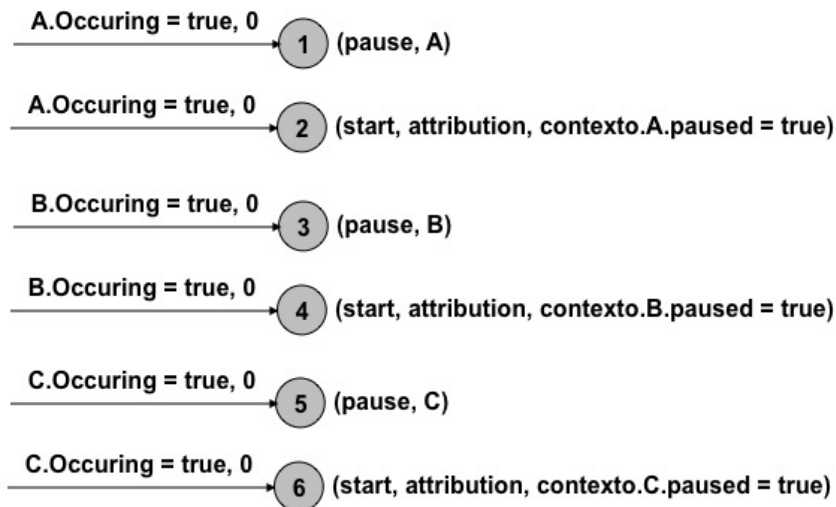 A.Occuring = true, 0
1 (pause, A)
A.Occuring = true, 0
2 (start, attribution, contexto.A.paused = true)
B.Occuring = true, 0
3 (pause, B)
B.Occuring = true, 0
4 (start, attribution, contexto.B.paused = true)
C.Occuring = true, 0
5 (pause, C)
C.Occuring = true, 0
6 (start, attribution, contexto.C.paused = true)